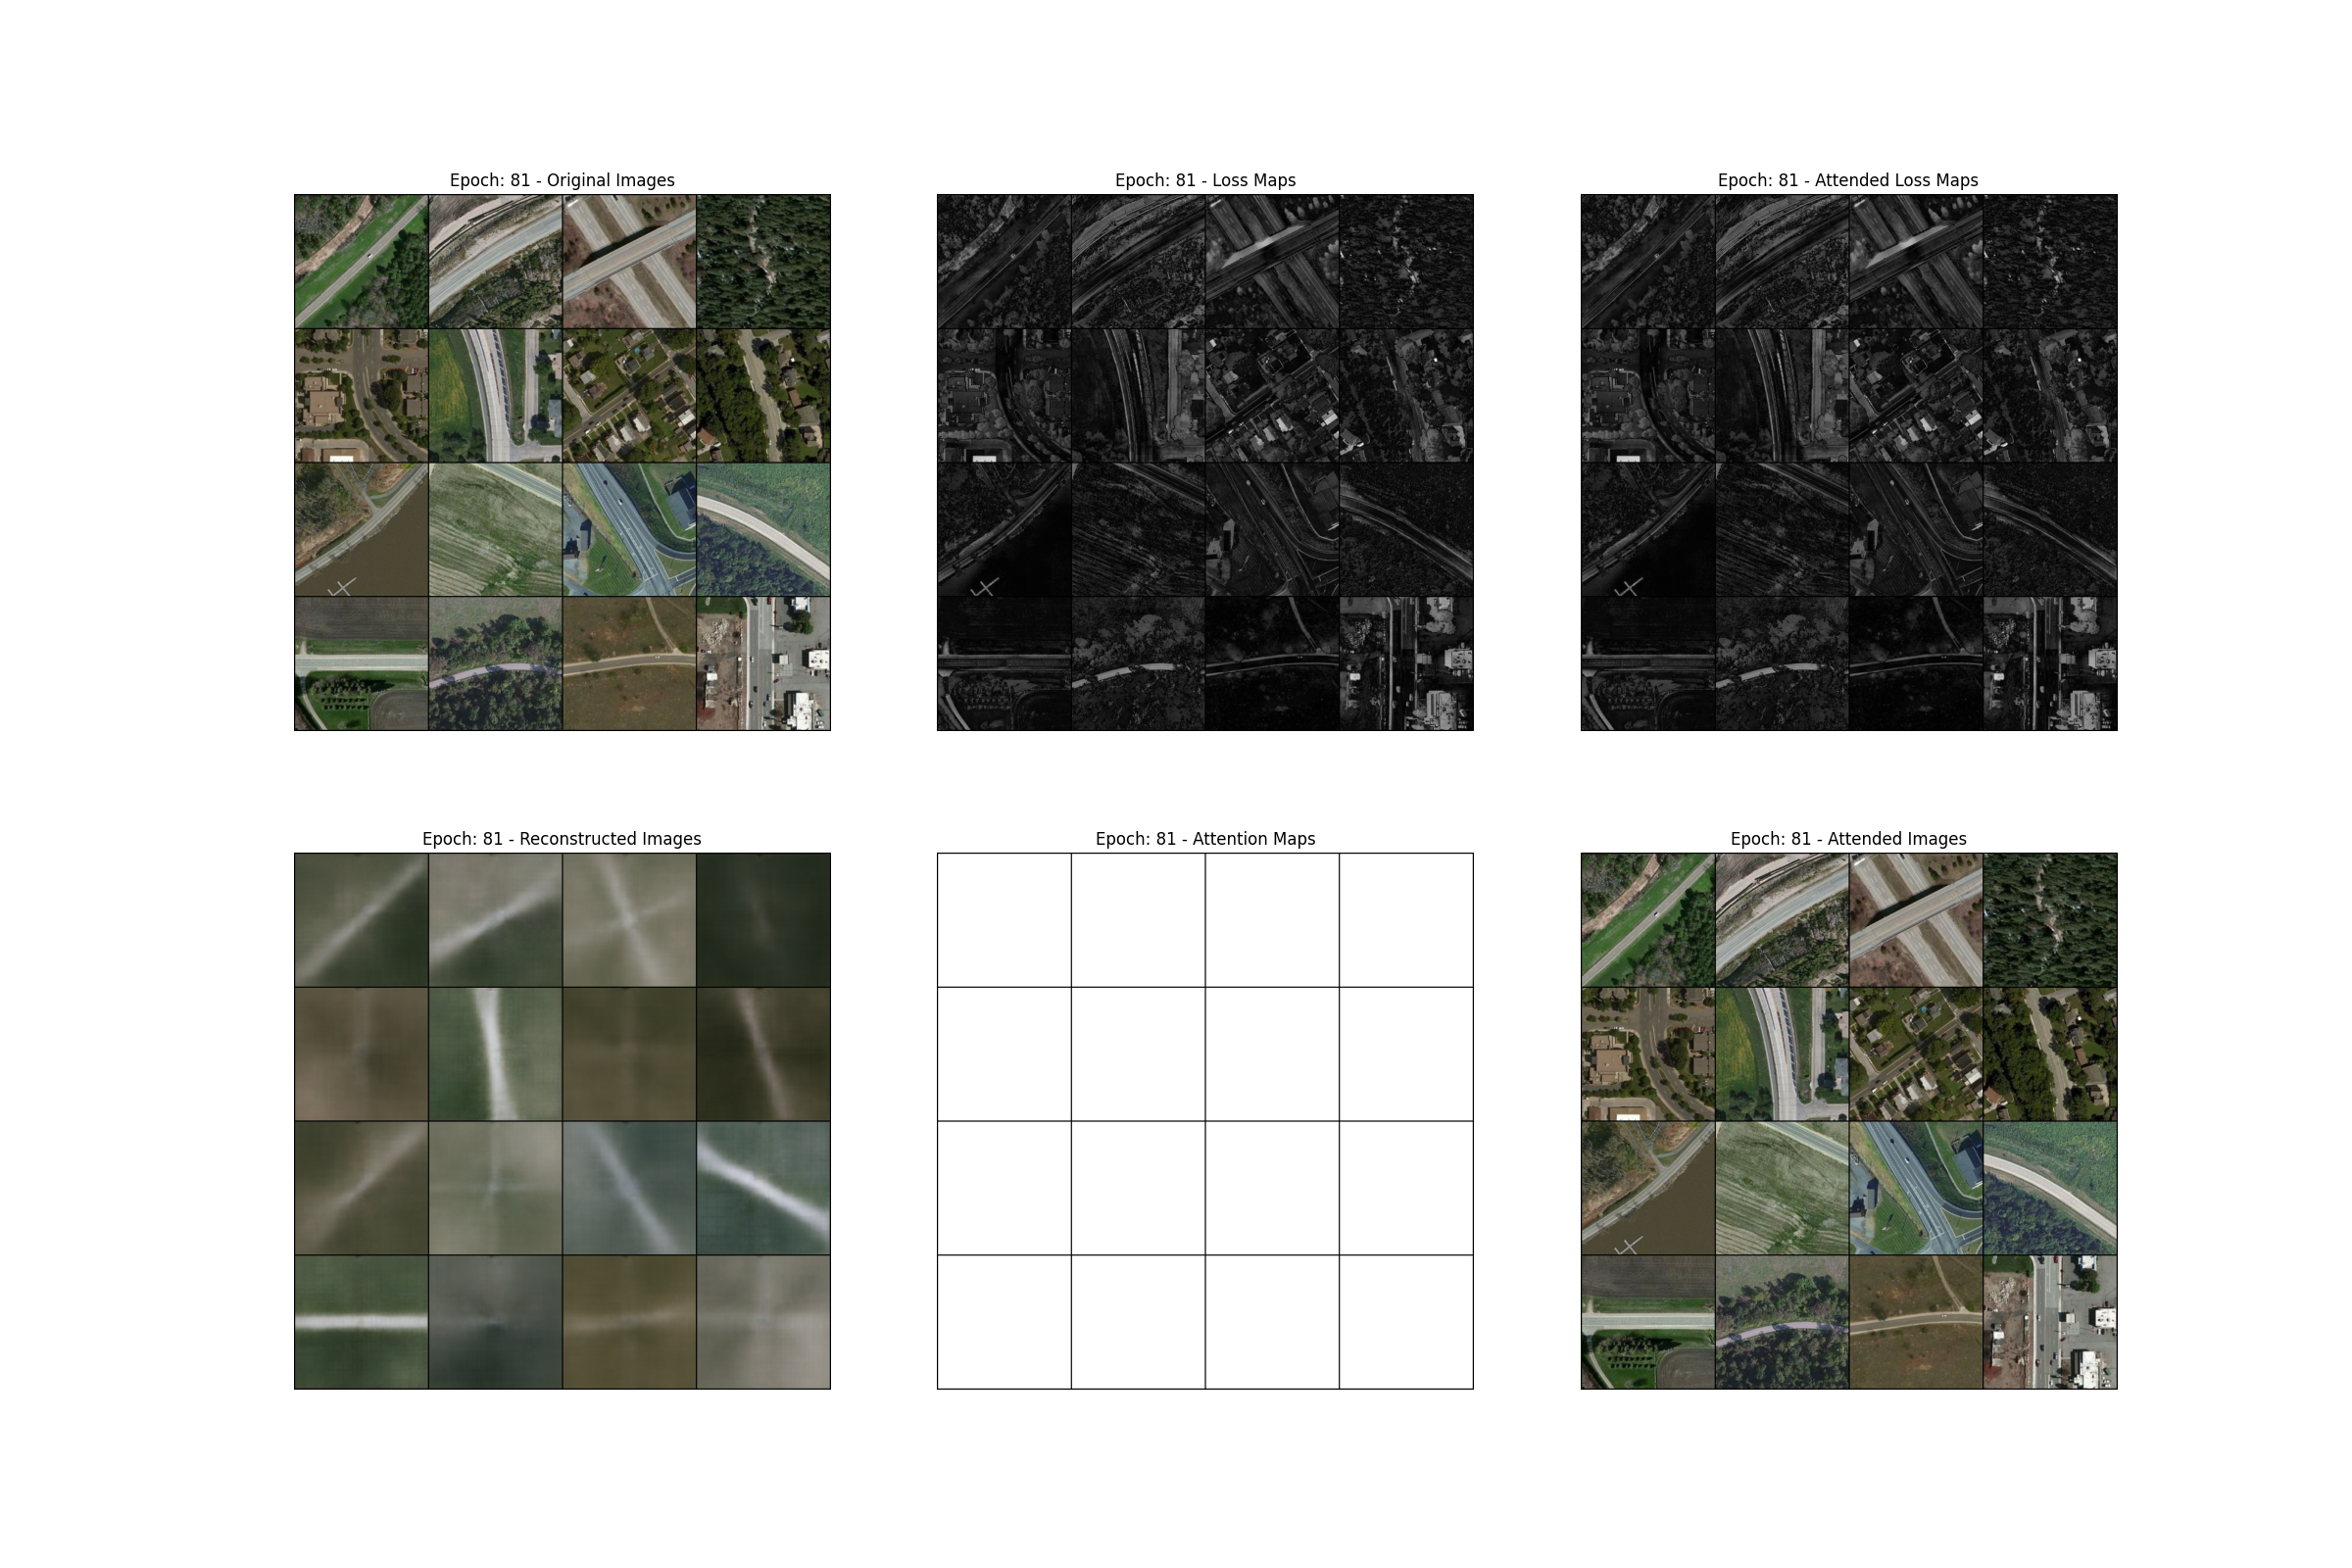 Epoch: 81 - Original Images
Epoch: 81 - Loss Maps
Epoch: 81 - Attended Loss Maps
Epoch: 81 - Reconstructed Images
Epoch: 81 - Attention Maps
Epoch: 81 - Attended Images